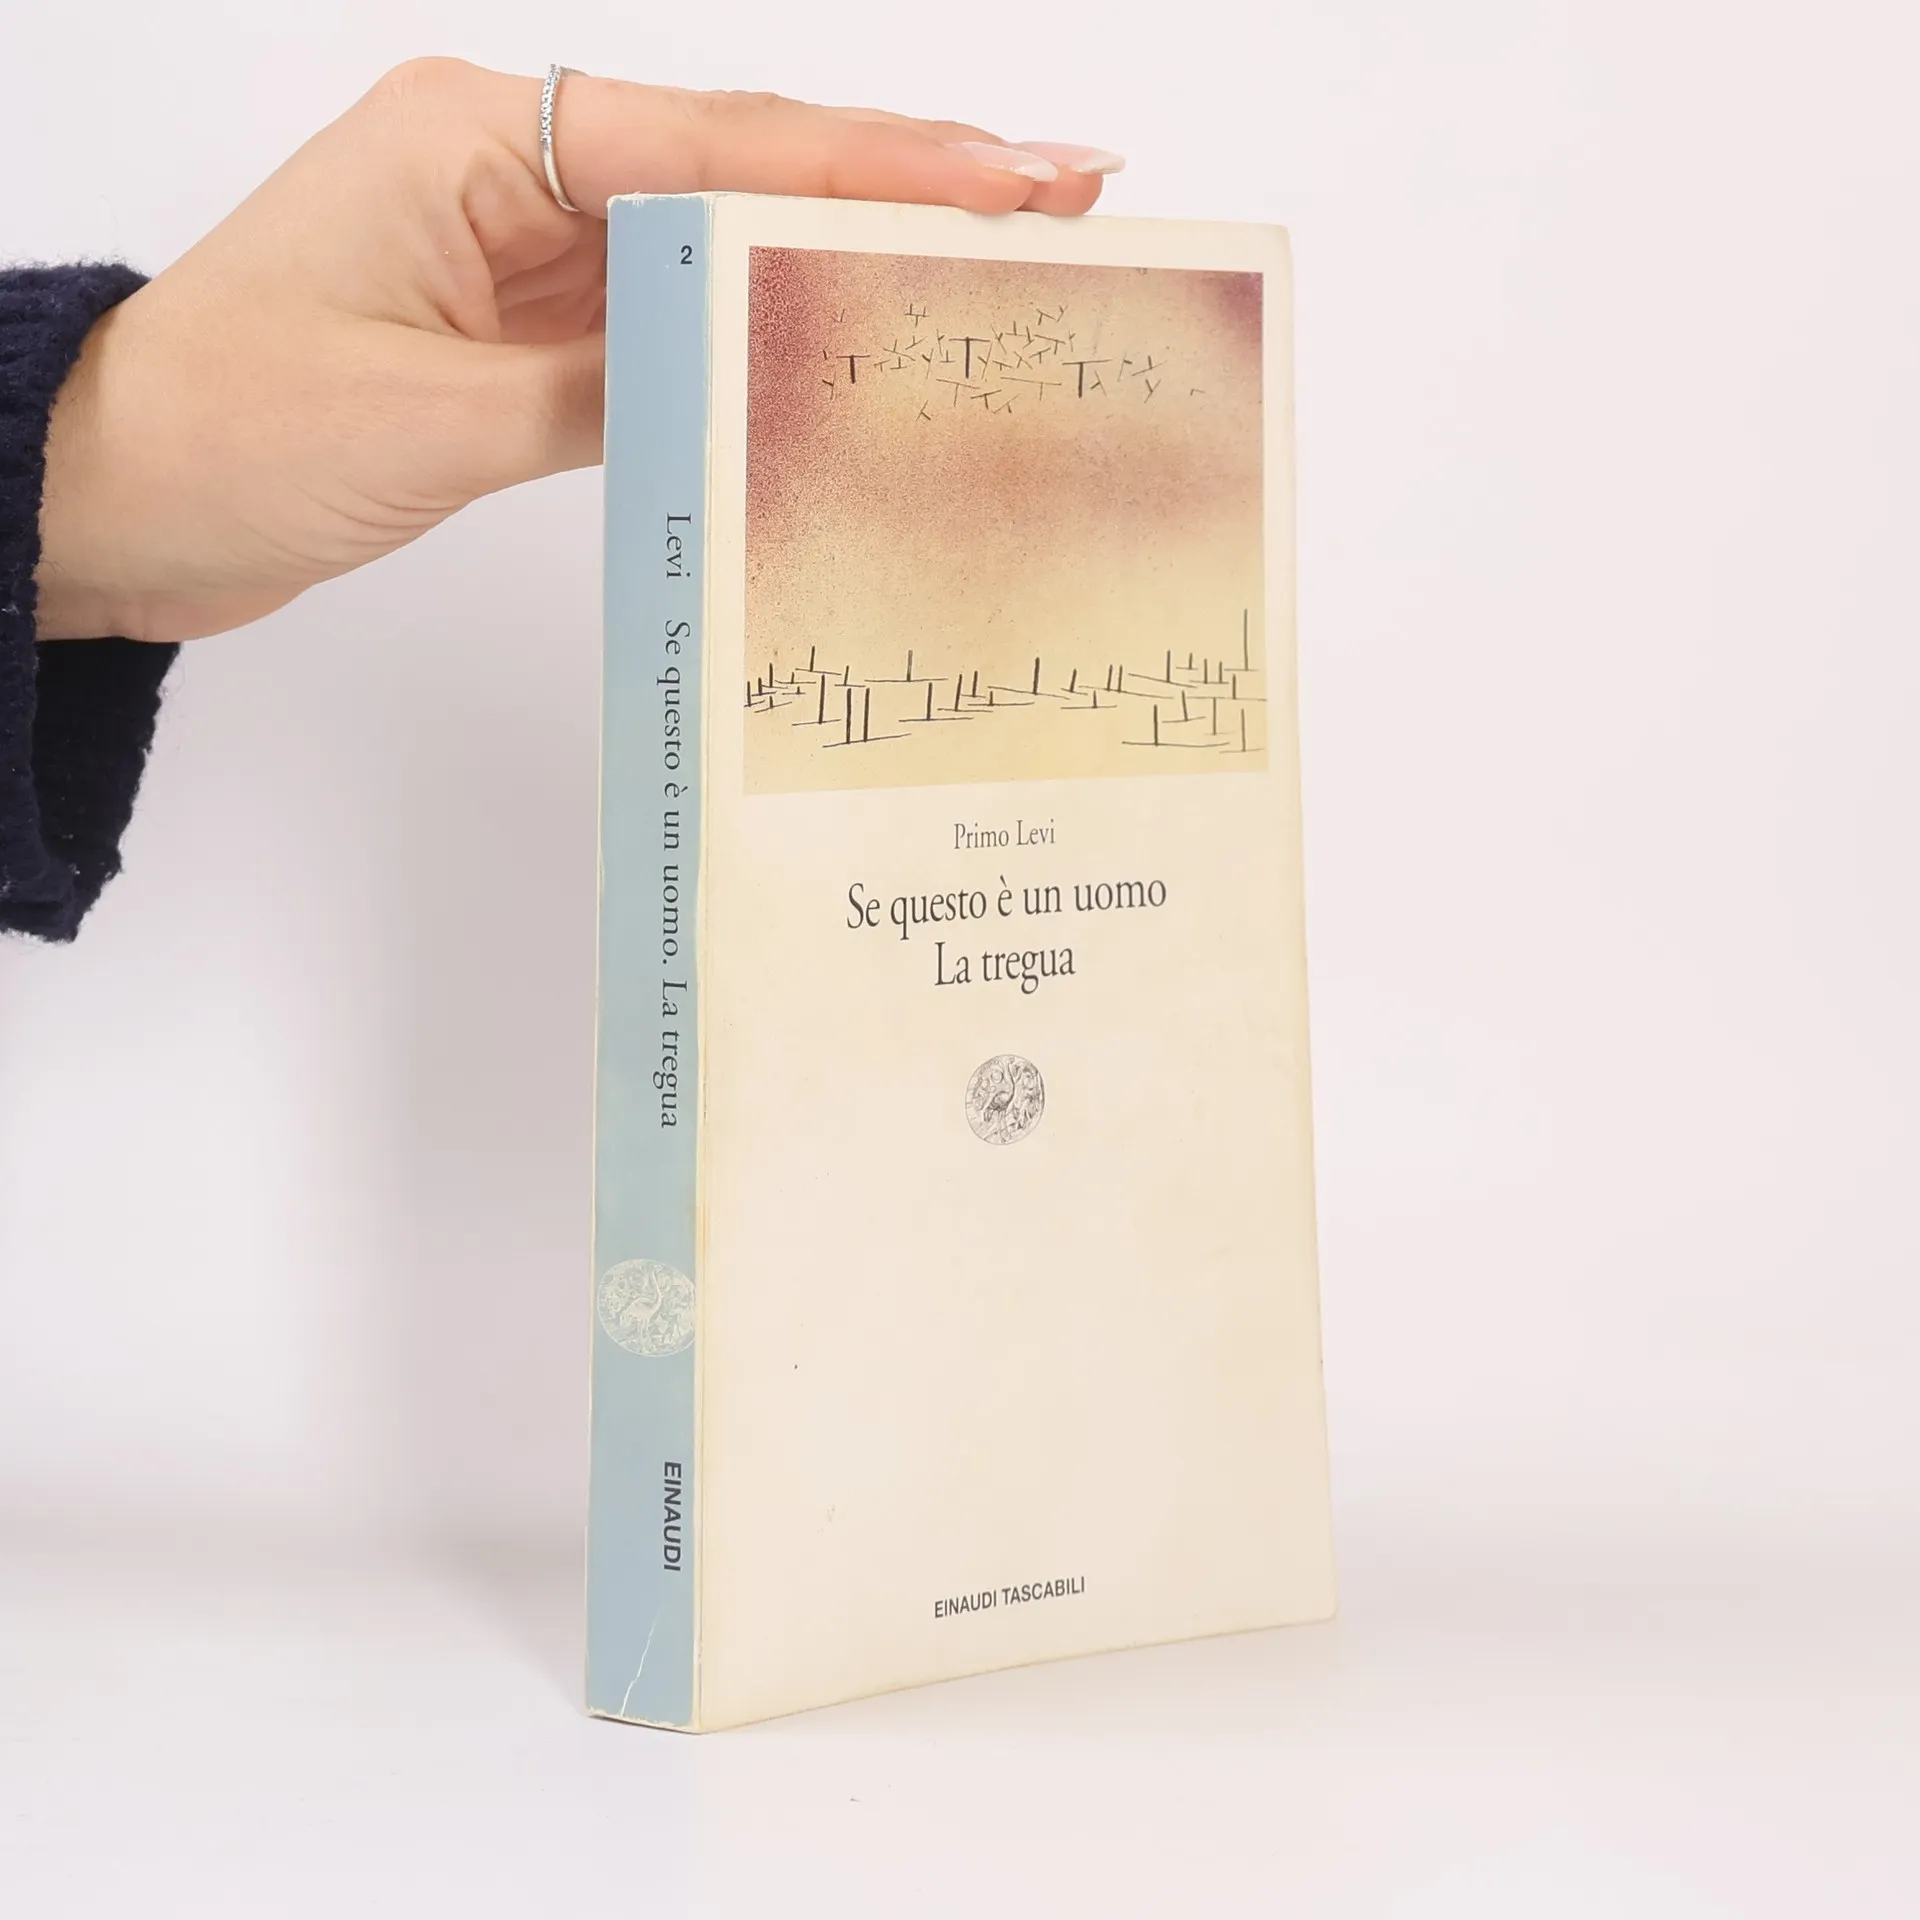 2
Levi Se questo è un uomo. La tregua
EINAUDI
Primo Levi
Se questo è un uomo
La tregua
EINAUDI TASCABILI